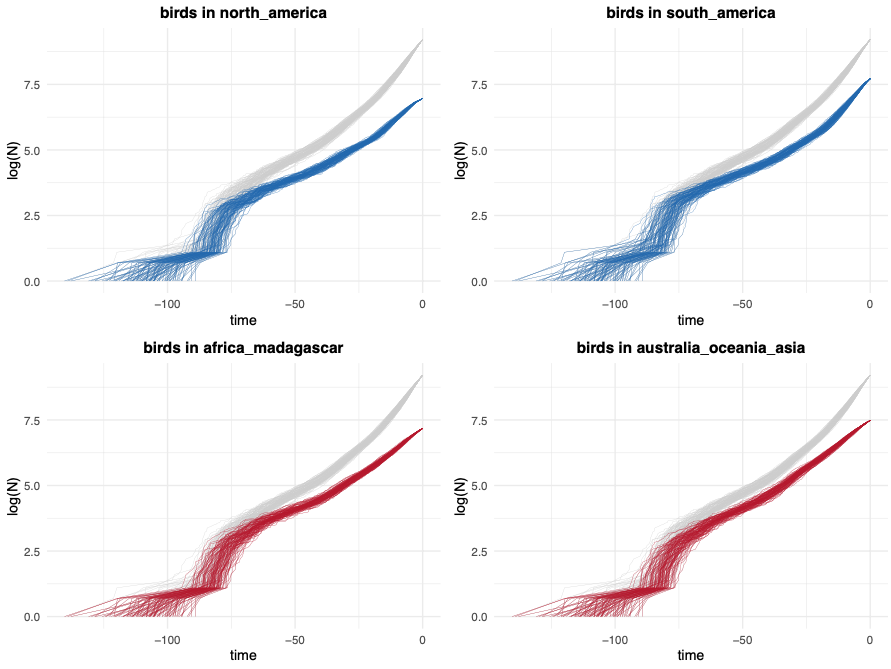 birds in north_america
birds in south_america
log(N)
7.5
5.0
2.5
0.0
−100
−50
0
time
log(N)
7.5
5.0
2.5
0.0
−100
−50
0
time
birds in africa_madagascar
birds in australia_oceania_asia
log(N)
7.5
5.0
2.5
0.0
−100
−50
0
time
log(N)
7.5
5.0
2.5
0.0
−100
−50
0
time